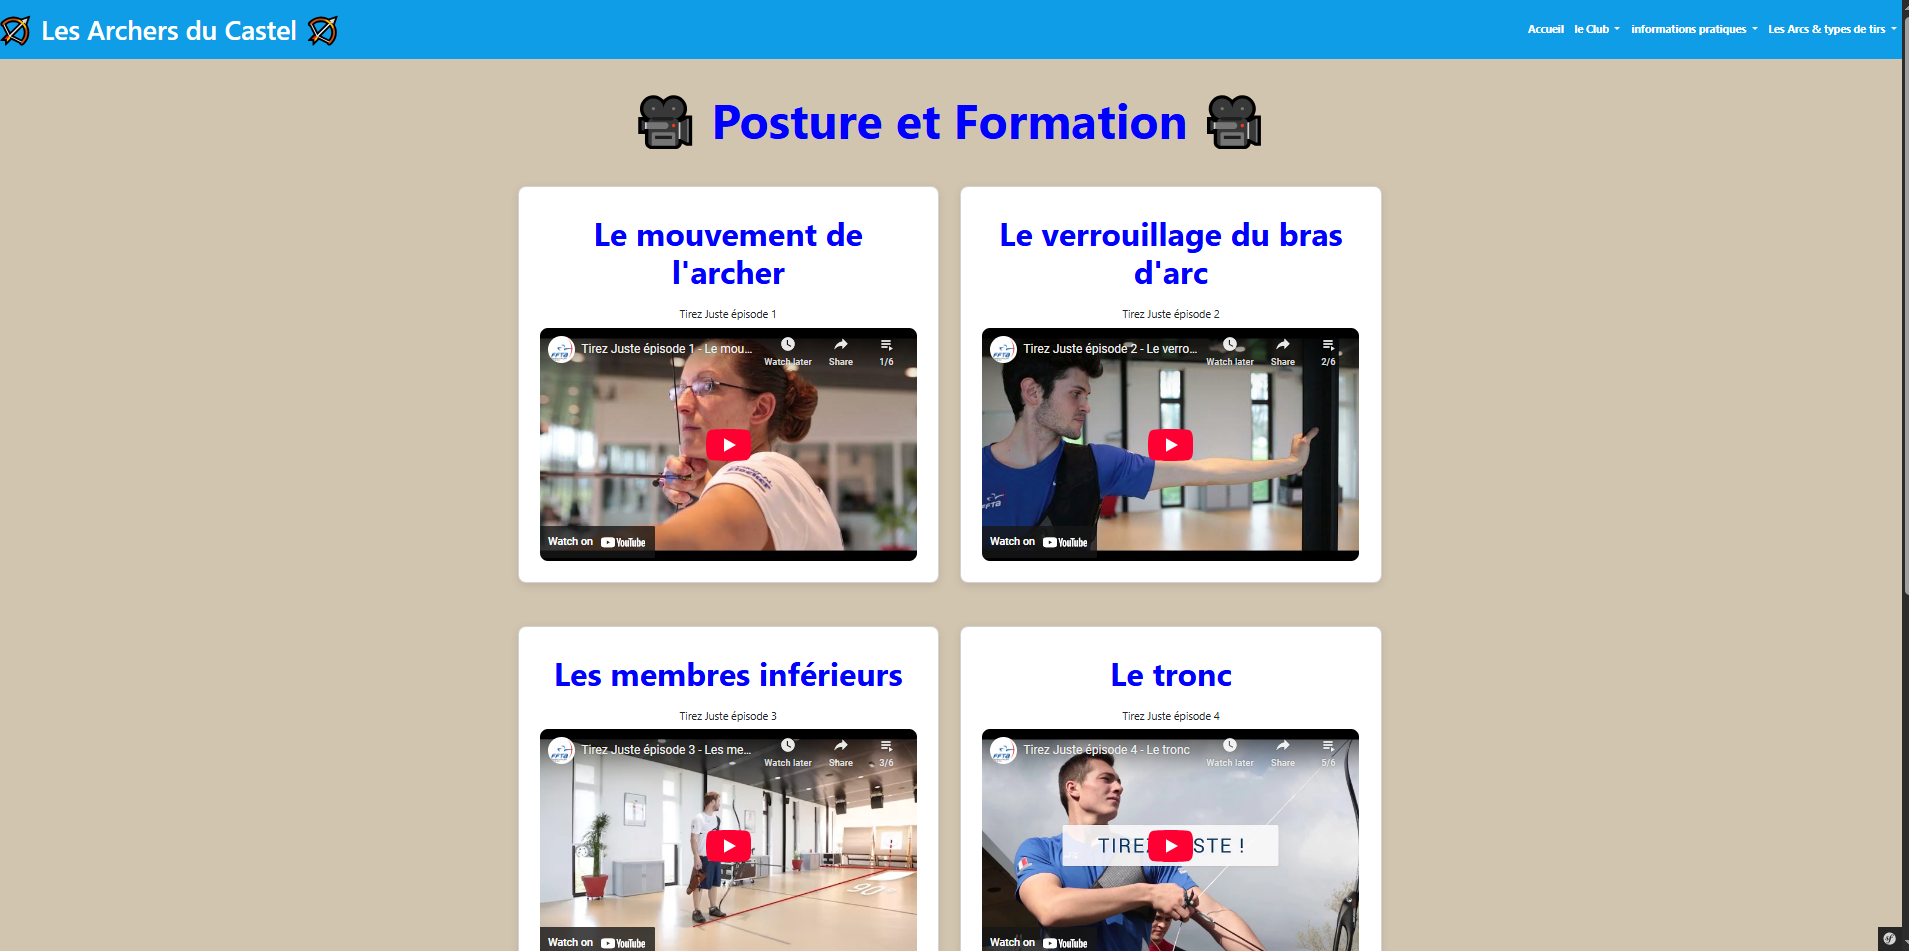 Les Archers du Castel
Accueil le Club informations pratiques Les Arcs & types de tirs
Posture et Formation
Le mouvement de
l'archer
Tirez Juste épisode 1
Tirez Juste épisode 1 - Le mou...
Watch later Share 1/6
Watch on YouTube
Le verrouillage du bras
d'arc
Tirez Juste épisode 2
Tirez Juste épisode 2 - Le verro...
Watch later Share 2/6
FFTA
Watch on YouTube
Les membres inférieurs
Tirez Juste épisode 3
Tirez Juste épisode 3 - Les me...
Watch later Share 3/6
90°
Watch on YouTube
Le tronc
Tirez Juste épisode 4
Tirez Juste épisode 4 - Le tronc
Watch later Share 5/6
TIRE STE !
Watch on YouTube